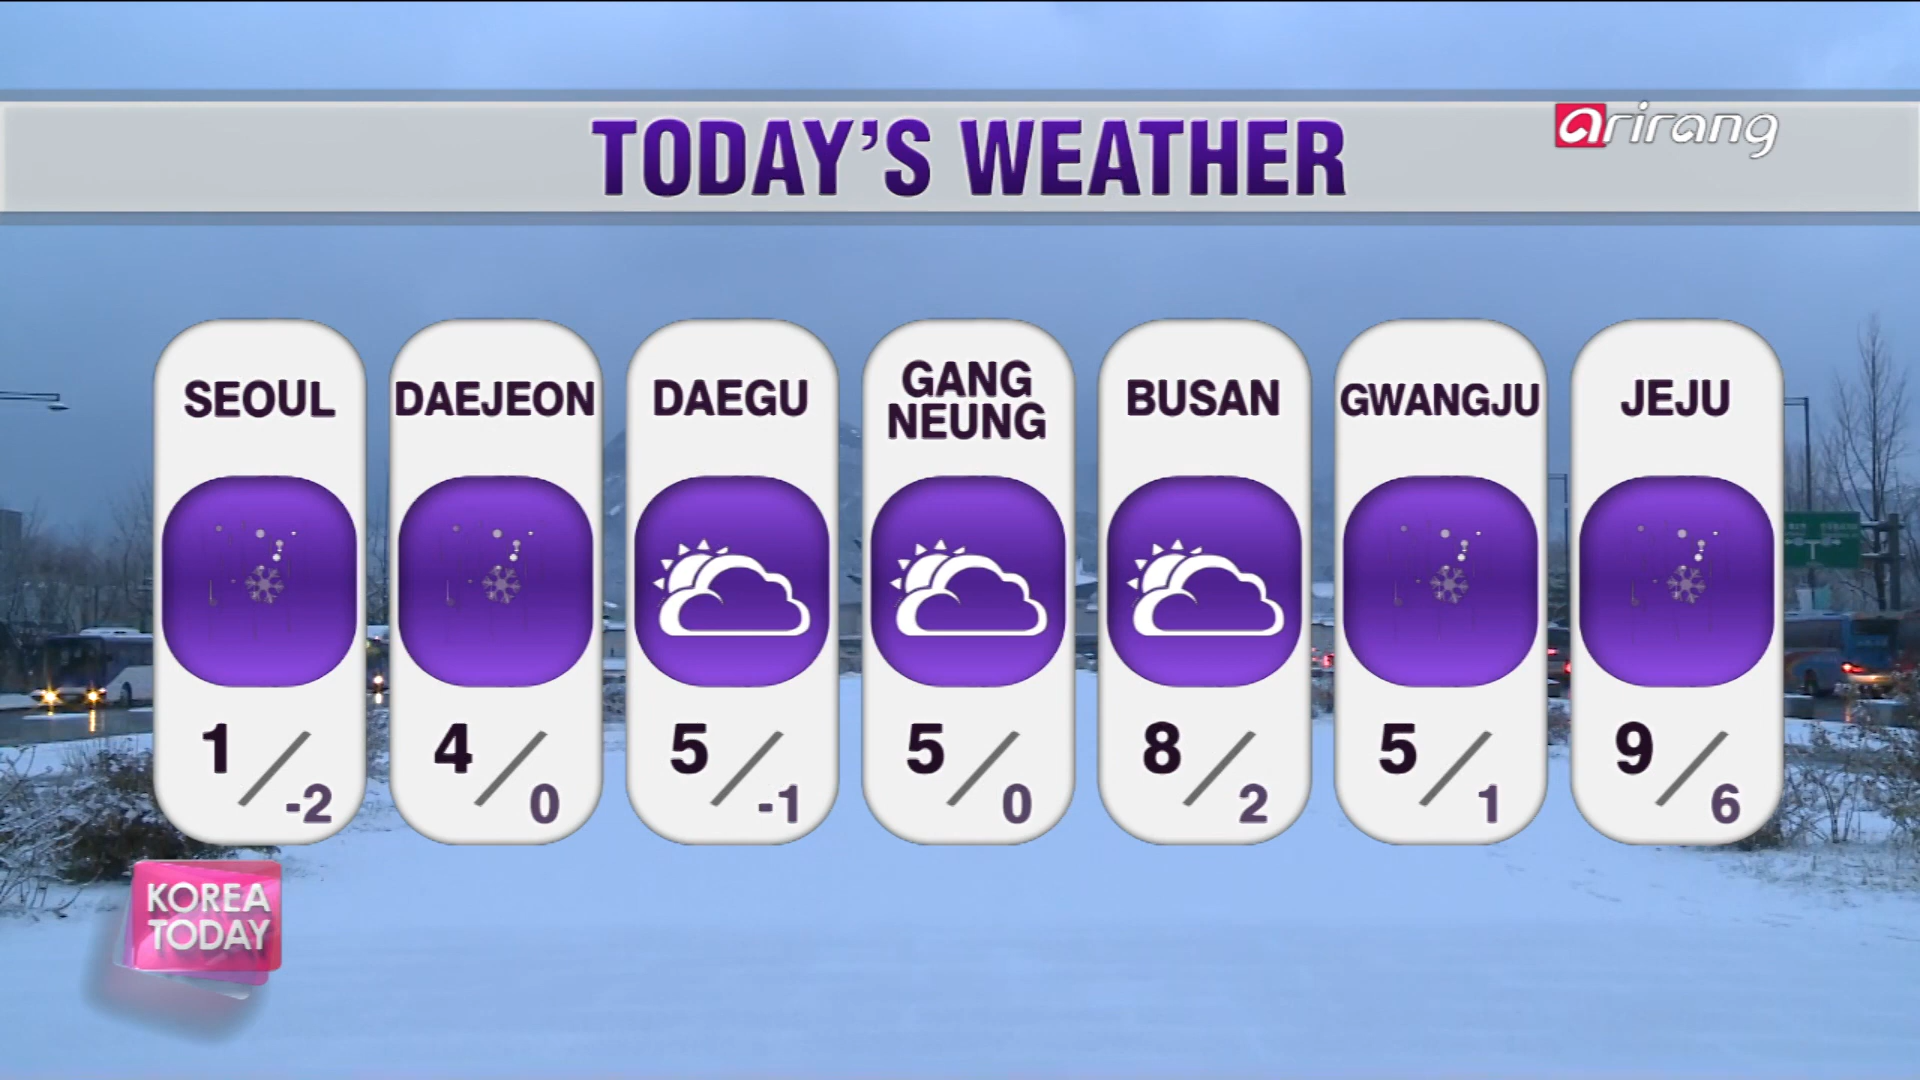 TODAY'S WEATHER
arirang
SEOUL
DAEJEON
DAEGU
GANG
NEUNG
BUSAN
GWANGJU
JEJU
1/-2
4/0
5/-1
5/0
8/2
5/1
9/6
KOREA
TODAY